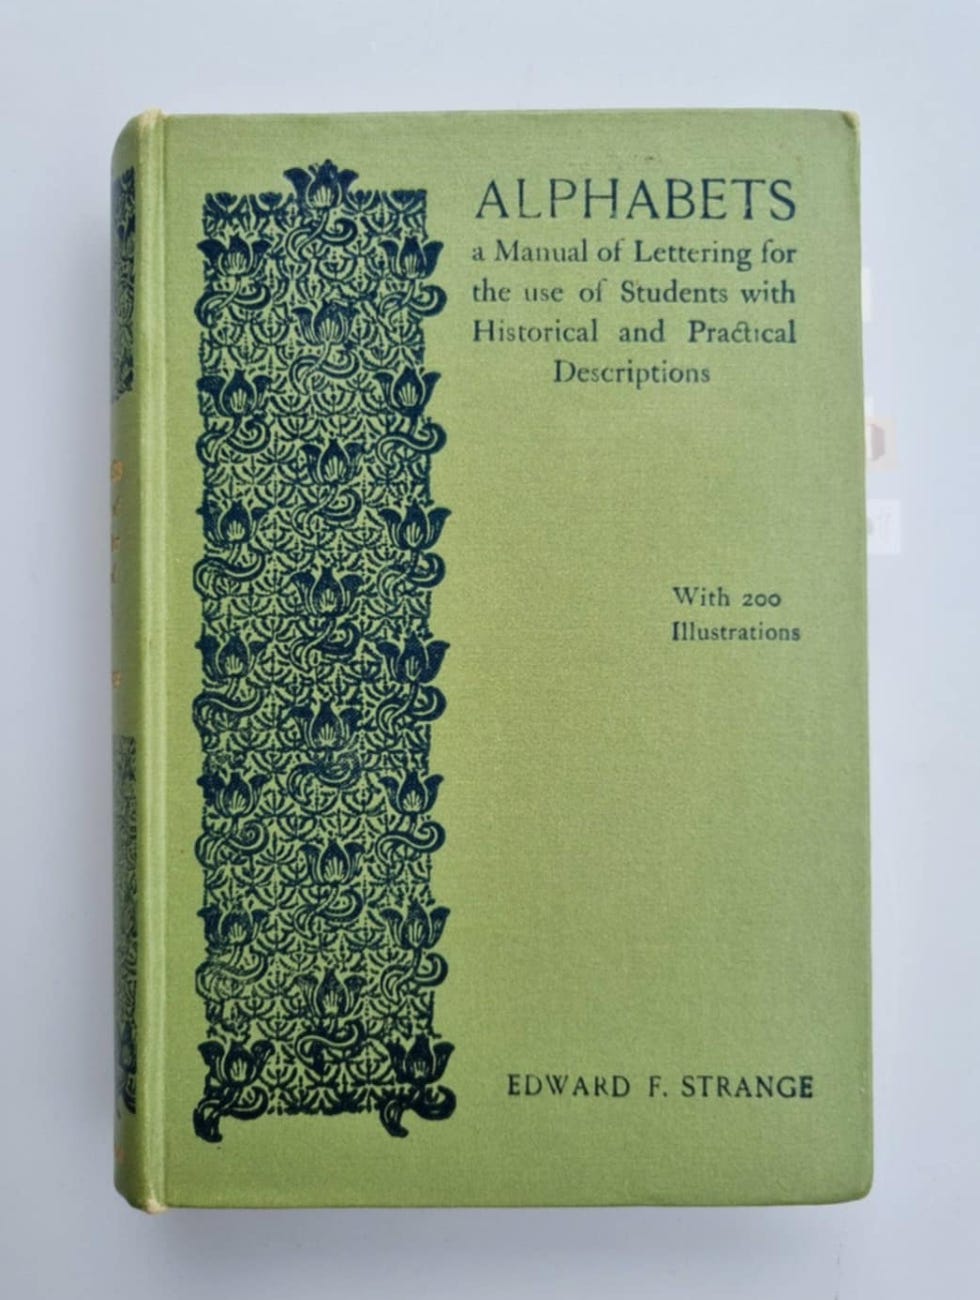 ALPHABETS
a Manual of Lettering for
the use of Students with
Historical and Practical
Descriptions
With 200
Illustrations
EDWARD F. STRANGE